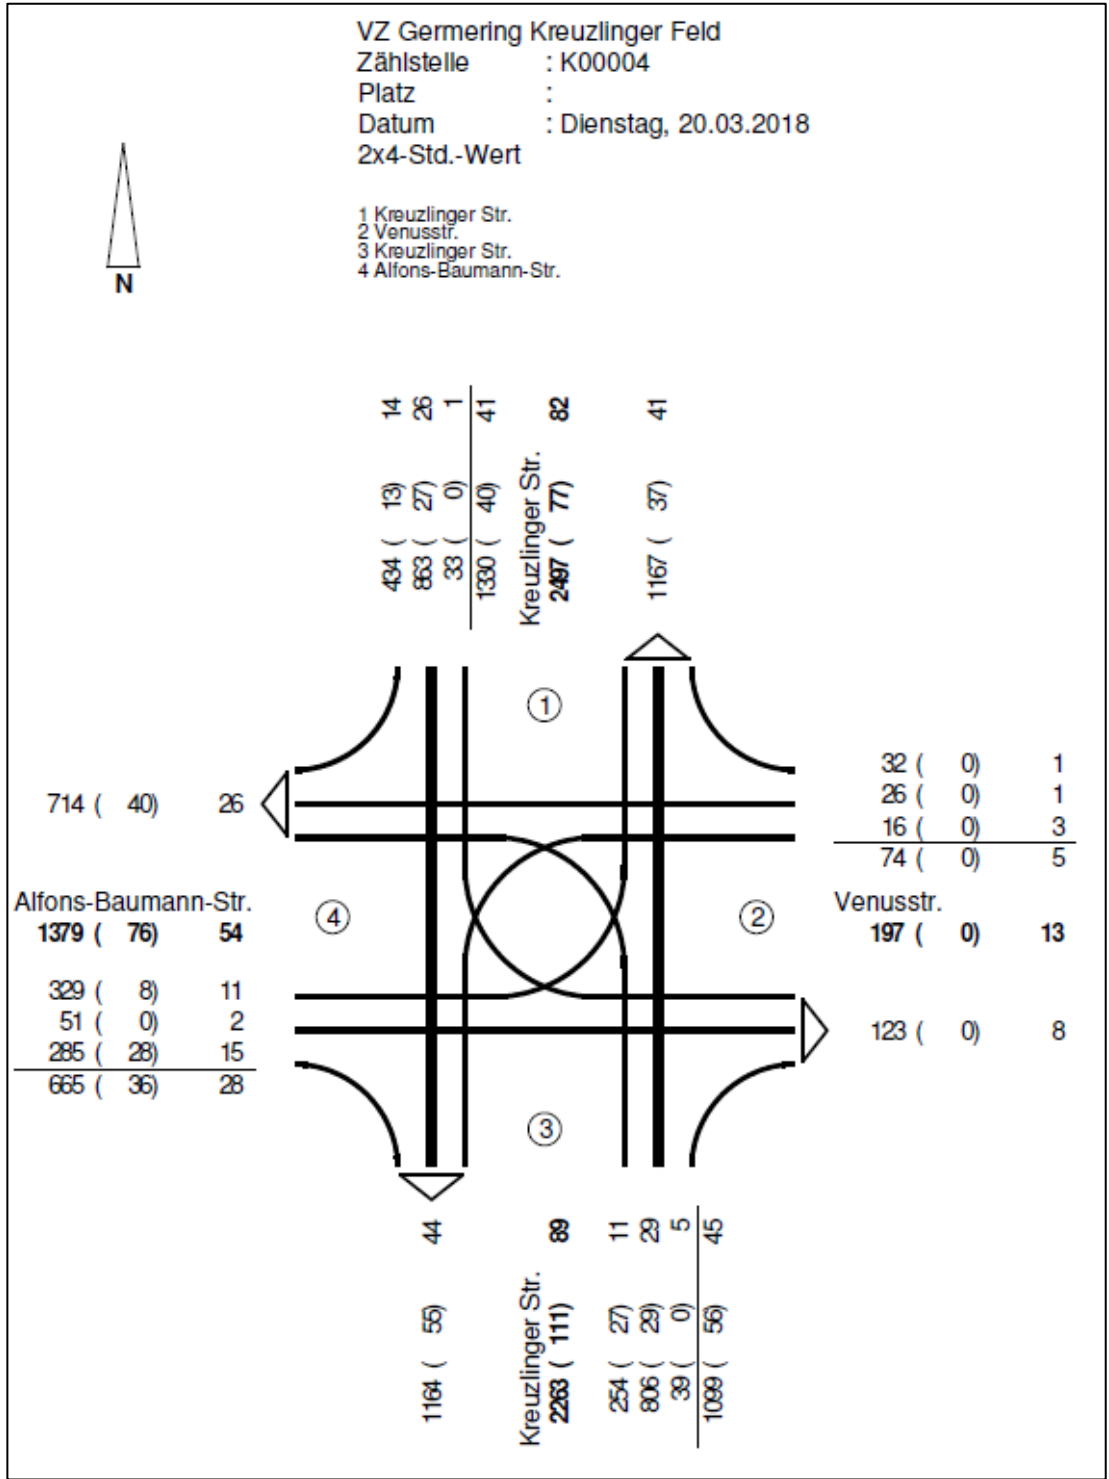 VZ Germering Kreuzlinger Feld
Zählstelle : K00004
Platz :
Datum : Dienstag, 20.03.2018
2x4-Std.-Wert
1 Kreuzlinger Str.
2 Venusstr.
3 Kreuzlinger Str.
4 Alfons-Baumann-Str.
N
434 ( 13) 14
863 ( 27) 26
33 ( 0) 1
1330 ( 40) 41
Kreuzlinger Str.
2497 ( 77) 82
1167 ( 37) 41
1
714 ( 40) 26
Alfons-Baumann-Str.
1379 ( 76) 54
329 ( 8) 11
51 ( 0) 2
285 ( 28) 15
665 ( 36) 28
4
2
32 ( 0) 1
26 ( 0) 1
16 ( 0) 3
74 ( 0) 5
Venusstr.
197 ( 0) 13
123 ( 0) 8
3
1164 ( 55) 44
Kreuzlinger Str.
2263 ( 111) 89
254 ( 27) 11
806 ( 29) 29
39 ( 0) 5
1099 ( 56) 45